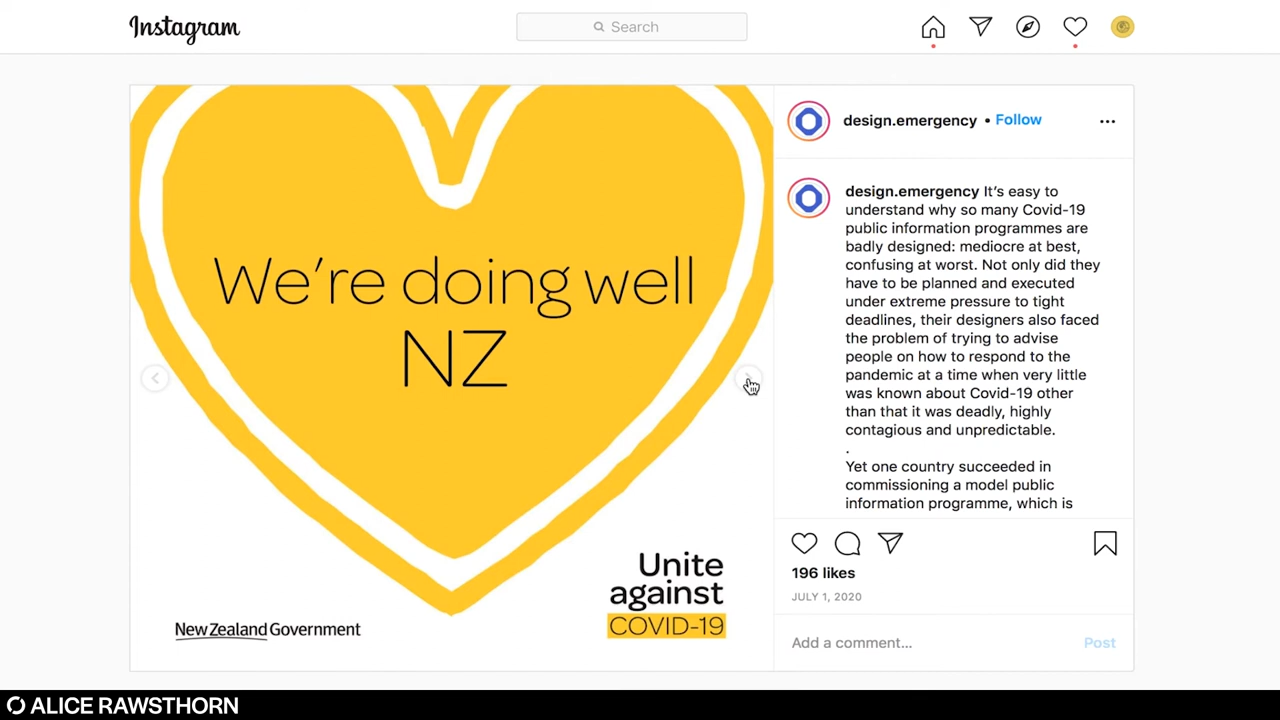 Instagram
Search
We're doing well
NZ
New Zealand Government
Unite
against
COVID-19
design.emergency • Follow
design.emergency It's easy to
understand why so many Covid-19
public information programmes are
badly designed: mediocre at best,
confusing at worst. Not only did they
have to be planned and executed
under extreme pressure to tight
deadlines, their designers also faced
the problem of trying to advise
people on how to respond to the
pandemic at a time when very little
was known about Covid-19 other
than that it was deadly, highly
contagious and unpredictable.
.
Yet one country succeeded in
commissioning a model public
information programme, which is
196 likes
JULY 1, 2020
Add a comment...
Post
ALICE RAWSTHORN